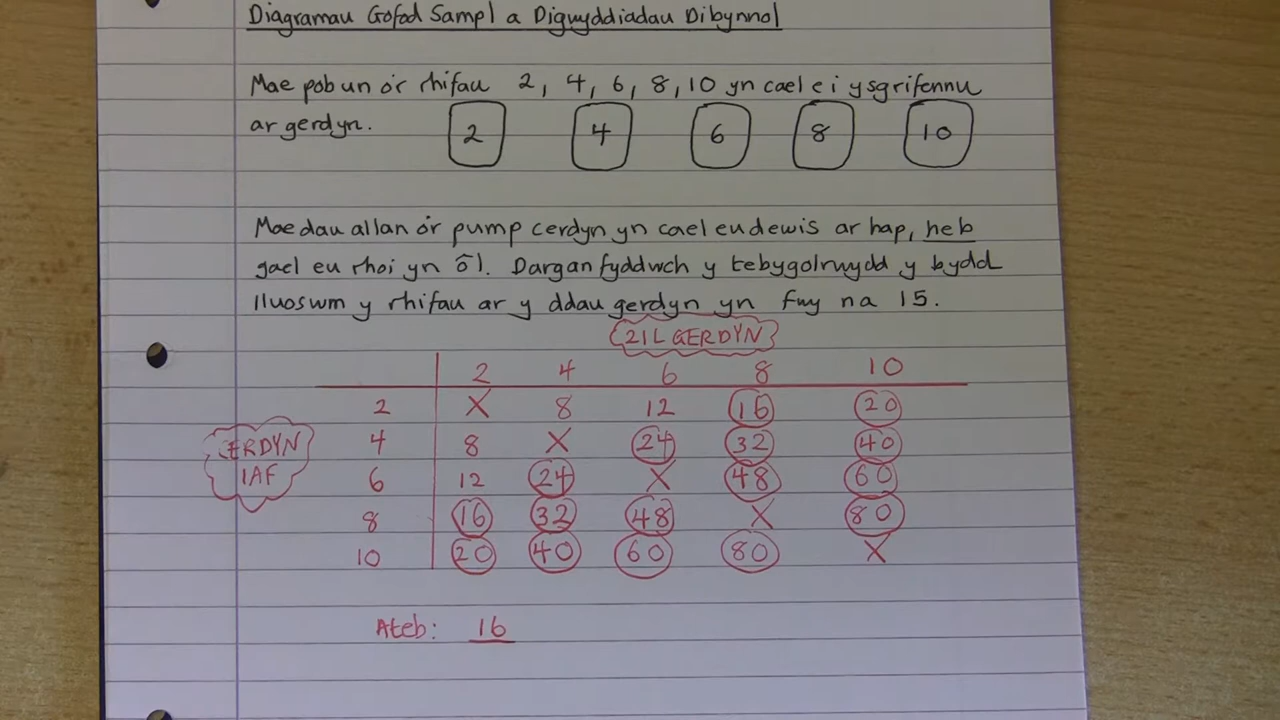 Diagramau Gofod Sampl a Digwyddiadau Dibynnol
Mae pob un o'r rhifau 2, 4, 6, 8, 10 yn cael ei ysgrifennu
ar gerdyn. 2 4 6 8 10
Mae dau allan o'r pump cerdyn yn cael eu dewis ar hap, heb
gael eu rhoi yn ôl. Darganfyddwch y tebygolrwydd y bydd
lluoswm y rhifau ar y ddau gerdyn yn fwy na 15.
2IL GERDYN
2 4 6 8 10
2 X 8 12 16 20
CERDYN 4 8 X 24 32 40
1AF 6 12 24 X 48 60
8 16 32 48 X 80
10 20 40 60 80 X
Ateb: 16